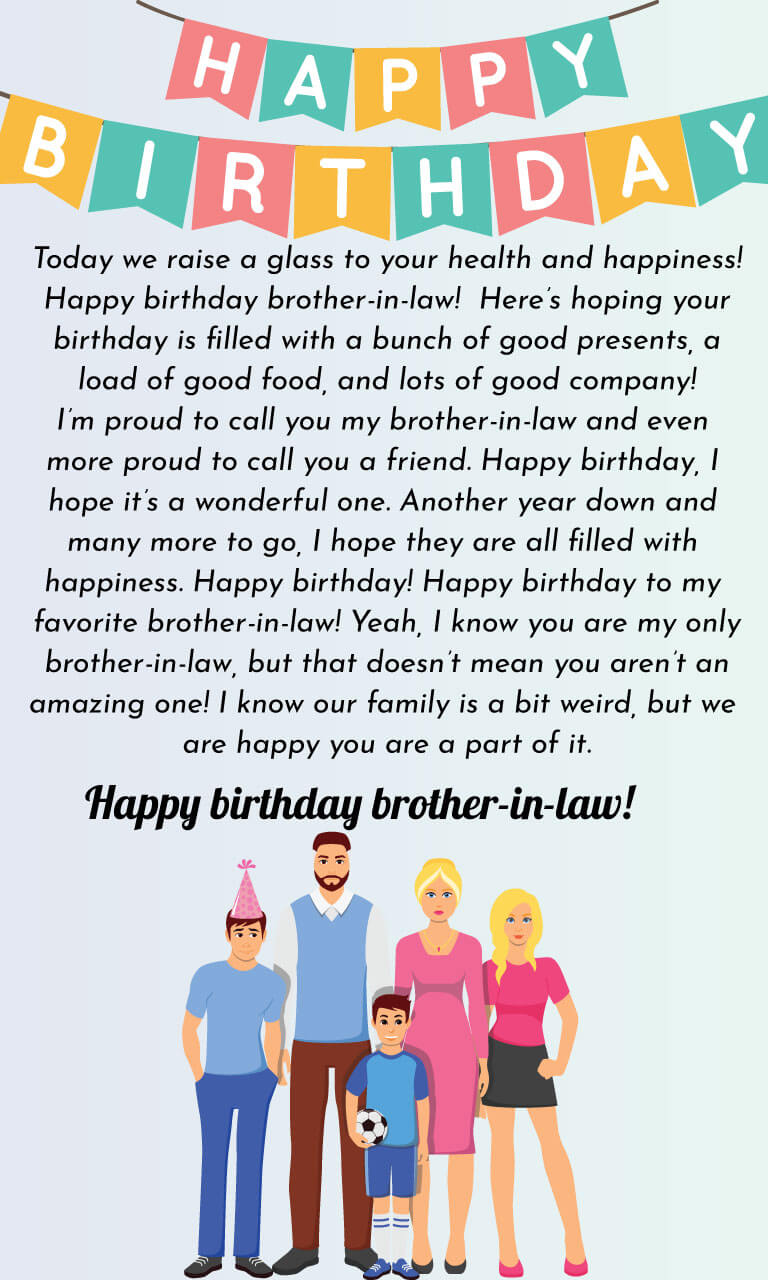 HAPPY
BIRTHDAY
Today we raise a glass to your health and happiness!
Happy birthday brother-in-law!  Here's hoping your
birthday is filled with a bunch of good presents, a
load of good food, and lots of good company!
I'm proud to call you my brother-in-law and even
more proud to call you a friend. Happy birthday, I
hope it's a wonderful one. Another year down and
many more to go, I hope they are all filled with
happiness. Happy birthday! Happy birthday to my
favorite brother-in-law! Yeah, I know you are my only
brother-in-law, but that doesn't mean you aren't an
amazing one! I know our family is a bit weird, but we
are happy you are a part of it.
Happy birthday brother-in-law!